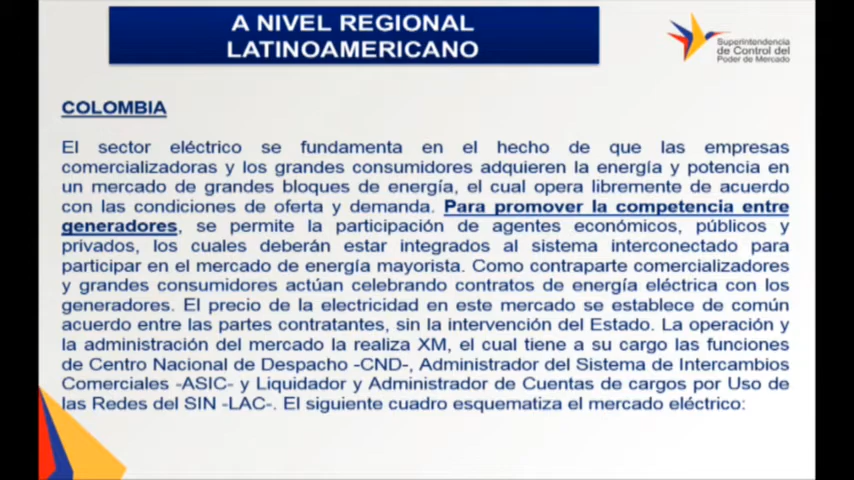 A NIVEL REGIONAL
LATINOAMERICANO
Superintendencia
de Control del
Poder de Mercado
COLOMBIA
El sector eléctrico se fundamenta en el hecho de que las empresas
comercializadoras y los grandes consumidores adquieren la energía y potencia en
un mercado de grandes bloques de energía, el cual opera libremente de acuerdo
con las condiciones de oferta y demanda. Para promover la competencia entre
generadores, se permite la participación de agentes económicos, públicos y
privados, los cuales deberán estar integrados al sistema interconectado para
participar en el mercado de energía mayorista. Como contraparte comercializadores
y grandes consumidores actúan celebrando contratos de energía eléctrica con los
generadores. El precio de la electricidad en este mercado se establece de común
acuerdo entre las partes contratantes, sin la intervención del Estado. La operación y
la administración del mercado la realiza XM, el cual tiene a su cargo las funciones
de Centro Nacional de Despacho -CND-, Administrador del Sistema de Intercambios
Comerciales -ASIC- y Liquidador y Administrador de Cuentas de cargos por Uso de
las Redes del SIN -LAC-. El siguiente cuadro esquematiza el mercado eléctrico: